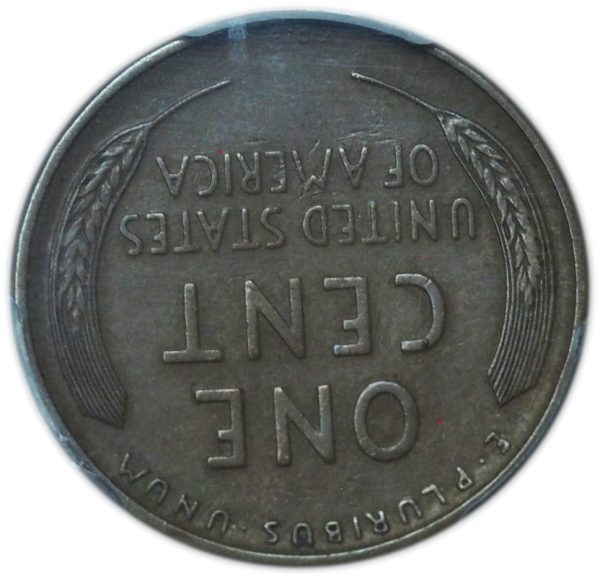 E·PLURIBUS·UNUM
ONE
CENT
UNITED STATES
OF AMERICA